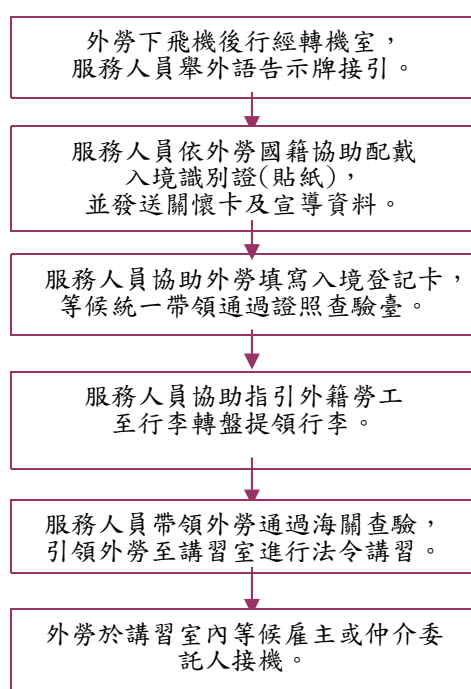 外勞下飛機後行經轉機室，
服務人員舉外語告示牌接引。
服務人員依外勞國籍協助配戴
入境識別證(貼紙)，
並發送關懷卡及宣導資料。
服務人員協助外勞填寫入境登記卡，
等候統一帶領通過證照查驗臺。
服務人員協助指引外籍勞工
至行李轉盤提領行李。
服務人員帶領外勞通過海關查驗，
引領外勞至講習室進行法令講習。
外勞於講習室內等候雇主或仲介委
託人接機。